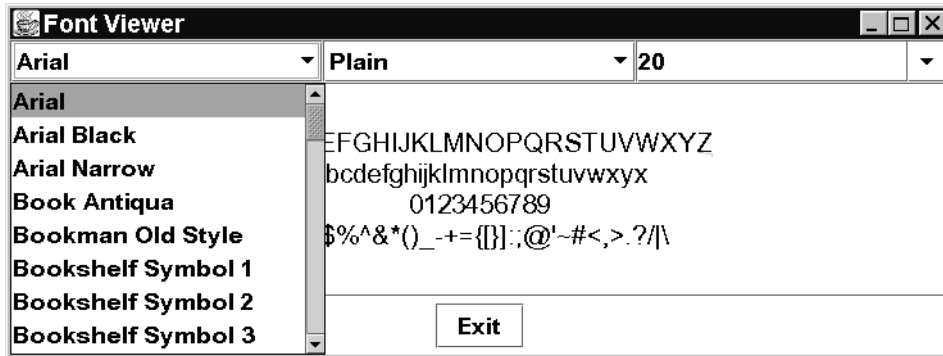 Font Viewer
Arial Plain 20
Arial
Arial Black
Arial Narrow
Book Antiqua
Bookman Old Style
Bookshelf Symbol 1
Bookshelf Symbol 2
Bookshelf Symbol 3
EFGHIJKLMNOPQRSTUVWXYZ
bcdefghijklmnopqrstuvwxyx
0123456789
$%^&*()_-+={[}]:;@'~#<,>.?/|\
Exit